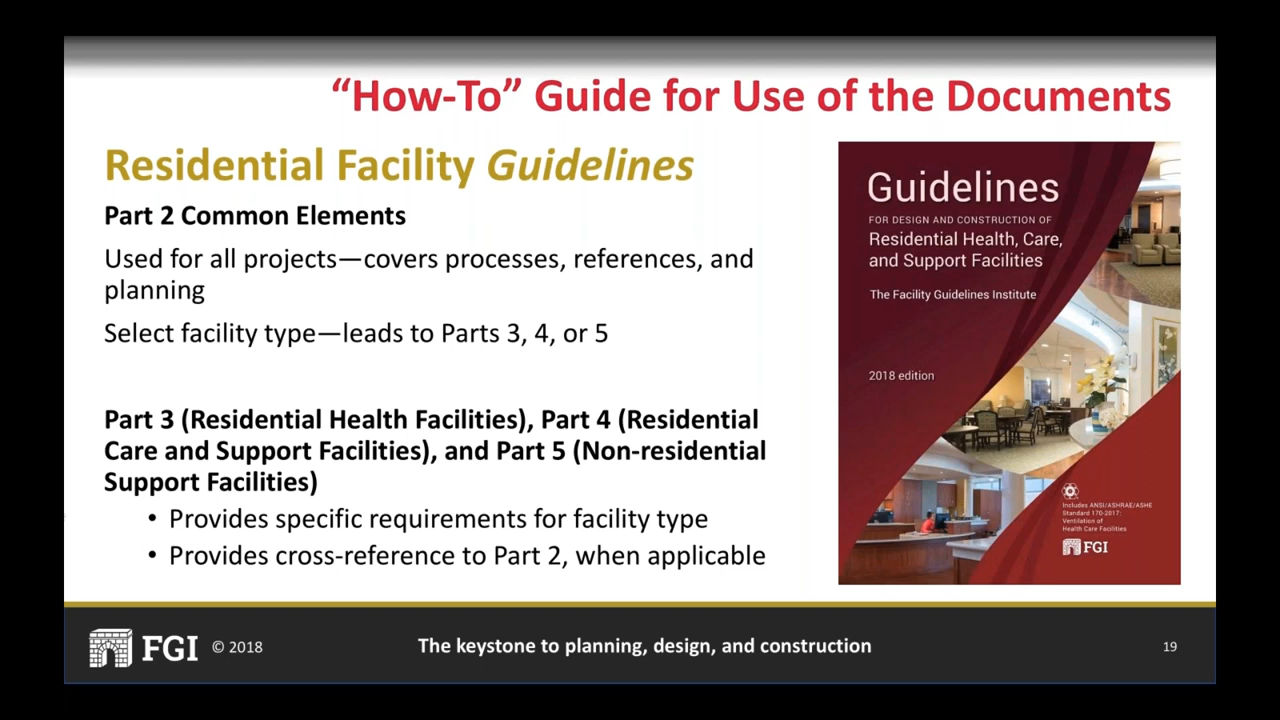 “How-To” Guide for Use of the Documents
Residential Facility Guidelines
Part 2 Common Elements
Used for all projects—covers processes, references, and
planning
Select facility type—leads to Parts 3, 4, or 5
Part 3 (Residential Health Facilities), Part 4 (Residential
Care and Support Facilities), and Part 5 (Non-residential
Support Facilities)
• Provides specific requirements for facility type
• Provides cross-reference to Part 2, when applicable
Guidelines
FOR DESIGN AND CONSTRUCTION OF
Residential Health, Care,
and Support Facilities
The Facility Guidelines Institute
2018 edition
Includes ANSI/ASHRAE/ASHE
Standard 170-2017:
Ventilation of
Health Care Facilities
FGI
FGI © 2018
The keystone to planning, design, and construction
19